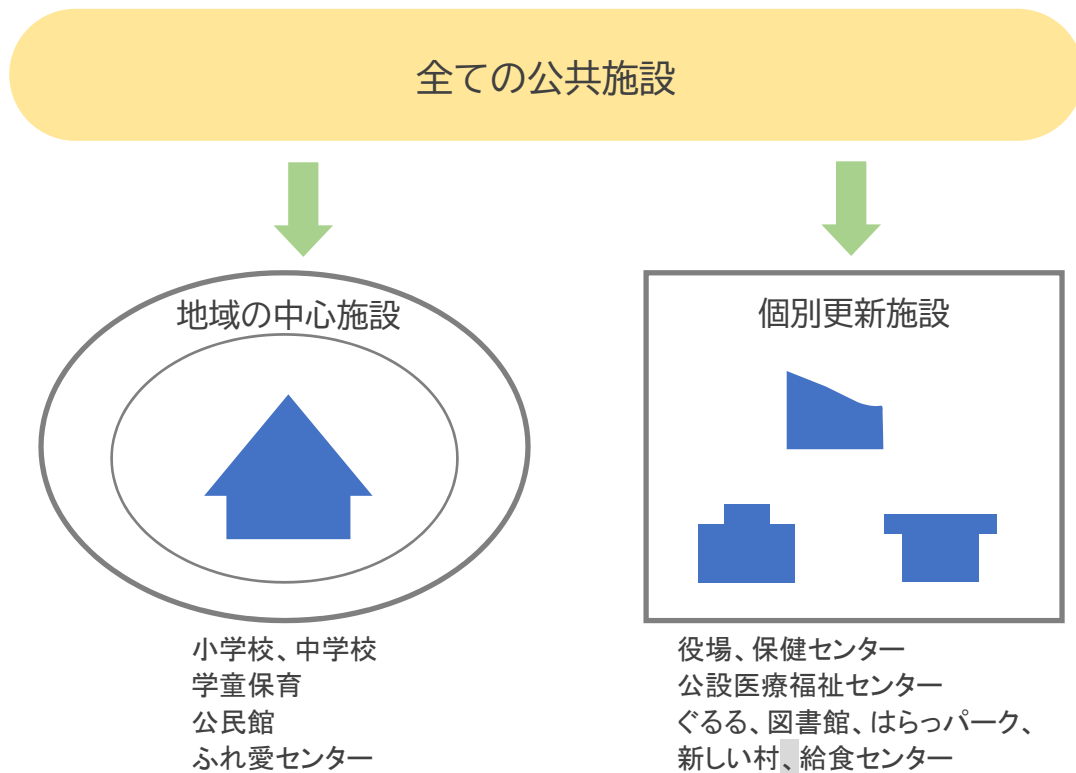 全ての公共施設
地域の中心施設
小学校、中学校
学童保育
公民館
ふれ愛センター
個別更新施設
役場、保健センター
公設医療福祉センター
ぐるる、図書館、はらっパーク、
新しい村、給食センター